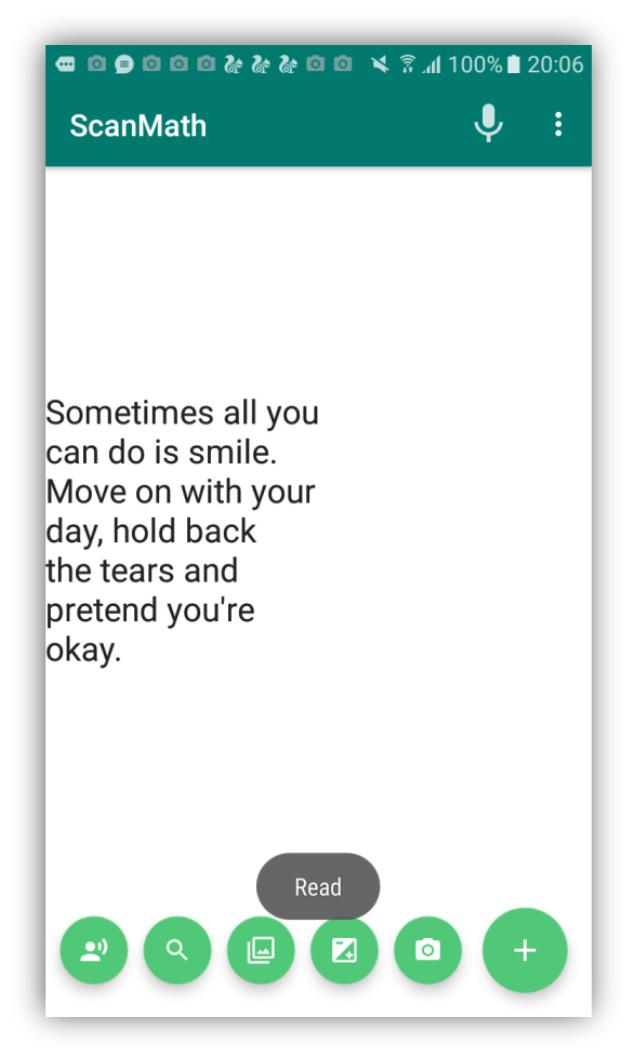 100% 20:06
ScanMath
Sometimes all you
can do is smile.
Move on with your
day, hold back
the tears and
pretend you're
okay.
Read